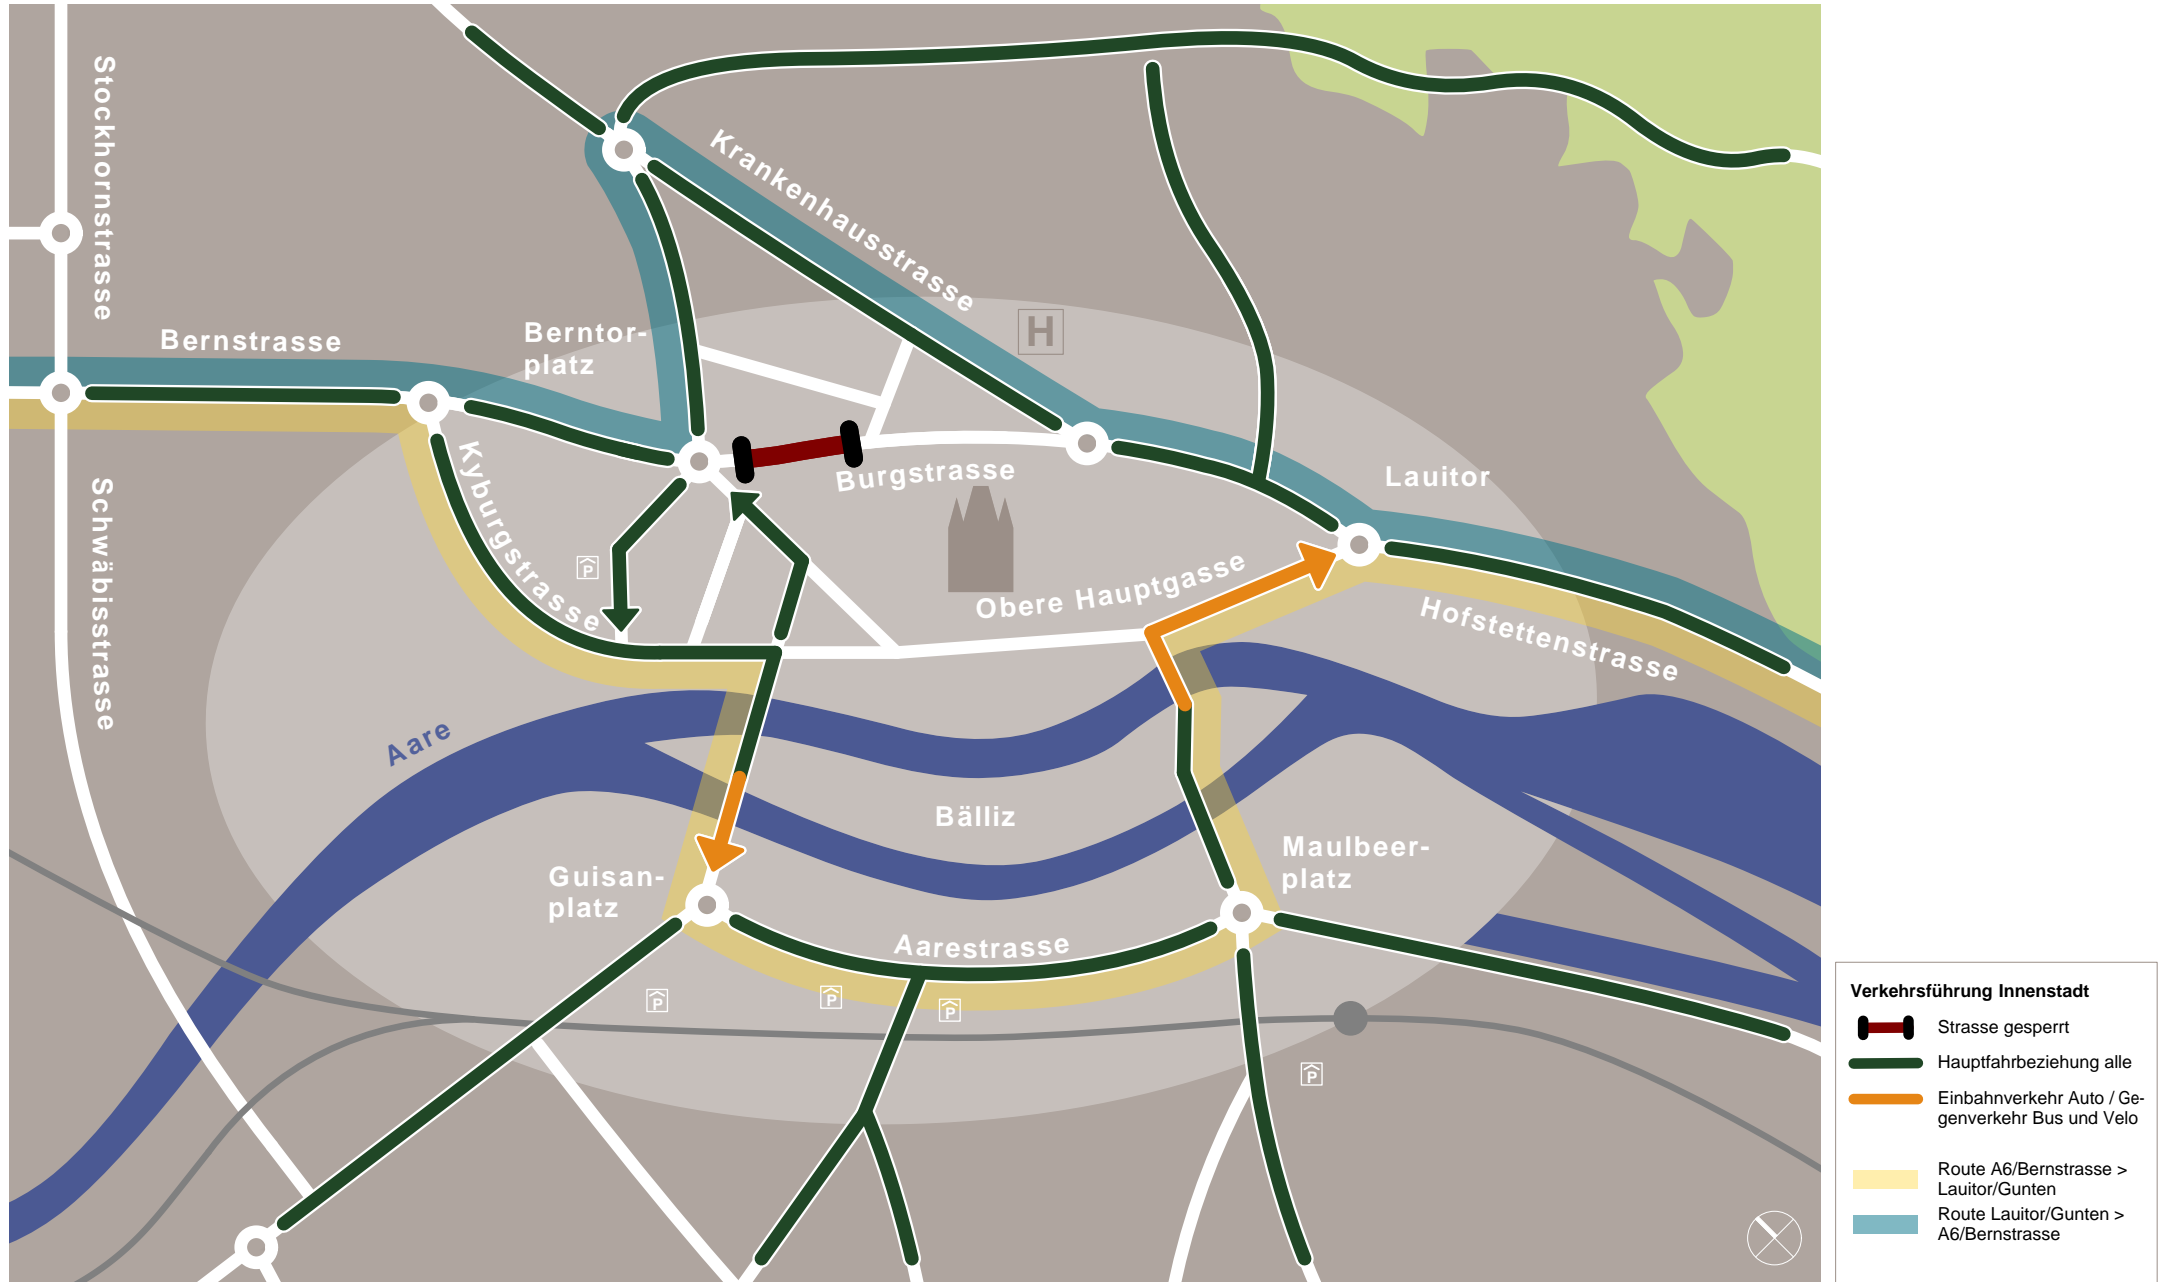 Stockhornstrasse
Krankenhausstrasse
H
Bernstrasse
Berntor-
platz
Kyburgstrasse
Burgstrasse
Lauitor
Schwäbisstrasse
P
Obere Hauptgasse
Hofstettenstrasse
Aare
Bälliz
Maulbeer-
platz
Guisan-
platz
Aarestrasse
P
P
P
P
Verkehrsführung Innenstadt
Strasse gesperrt
Hauptfahrbeziehung alle
Einbahnverkehr Auto / Ge-
genverkehr Bus und Velo
Route A6/Bernstrasse >
Lauitor/Gunten
Route Lauitor/Gunten >
A6/Bernstrasse